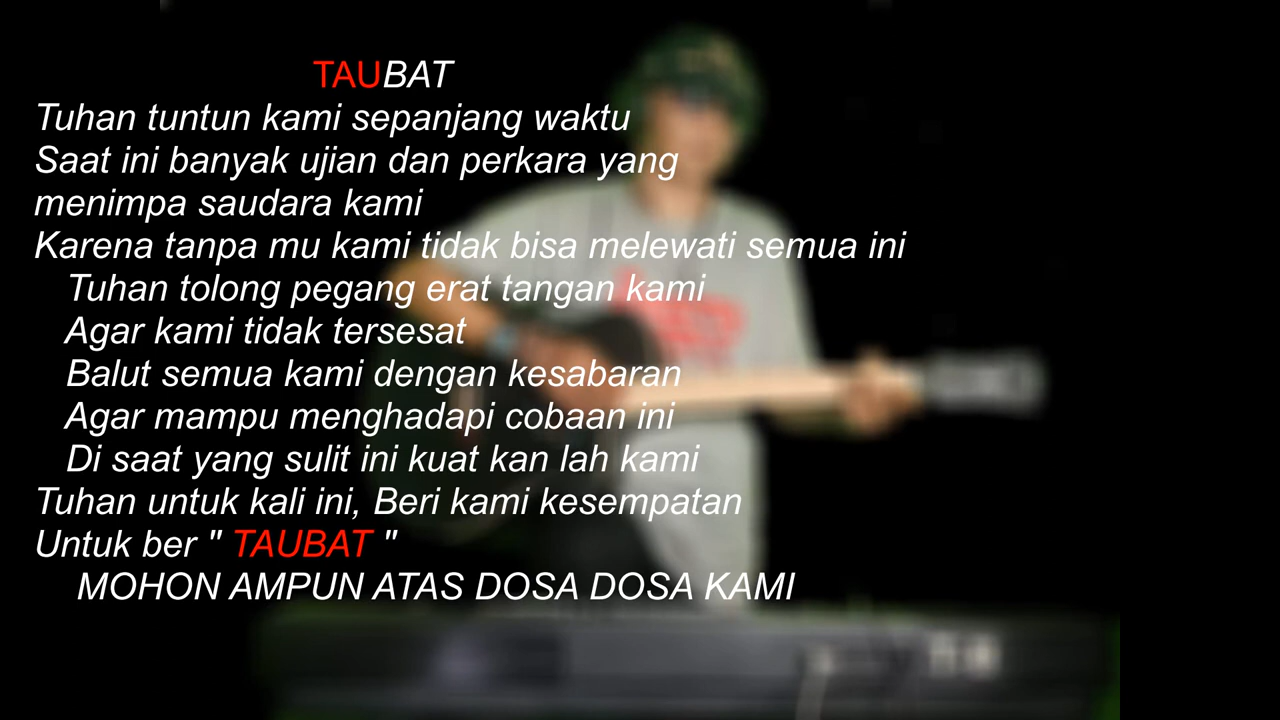 TAUBAT
Tuhan tuntun kami sepanjang waktu
Saat ini banyak ujian dan perkara yang
menimpa saudara kami
Karena tanpa mu kami tidak bisa melewati semua ini
Tuhan tolong pegang erat tangan kami
Agar kami tidak tersesat
Balut semua kami dengan kesabaran
Agar mampu menghadapi cobaan ini
Di saat yang sulit ini kuat kan lah kami
Tuhan untuk kali ini, Beri kami kesempatan
Untuk ber " TAUBAT "
MOHON AMPUN ATAS DOSA DOSA KAMI